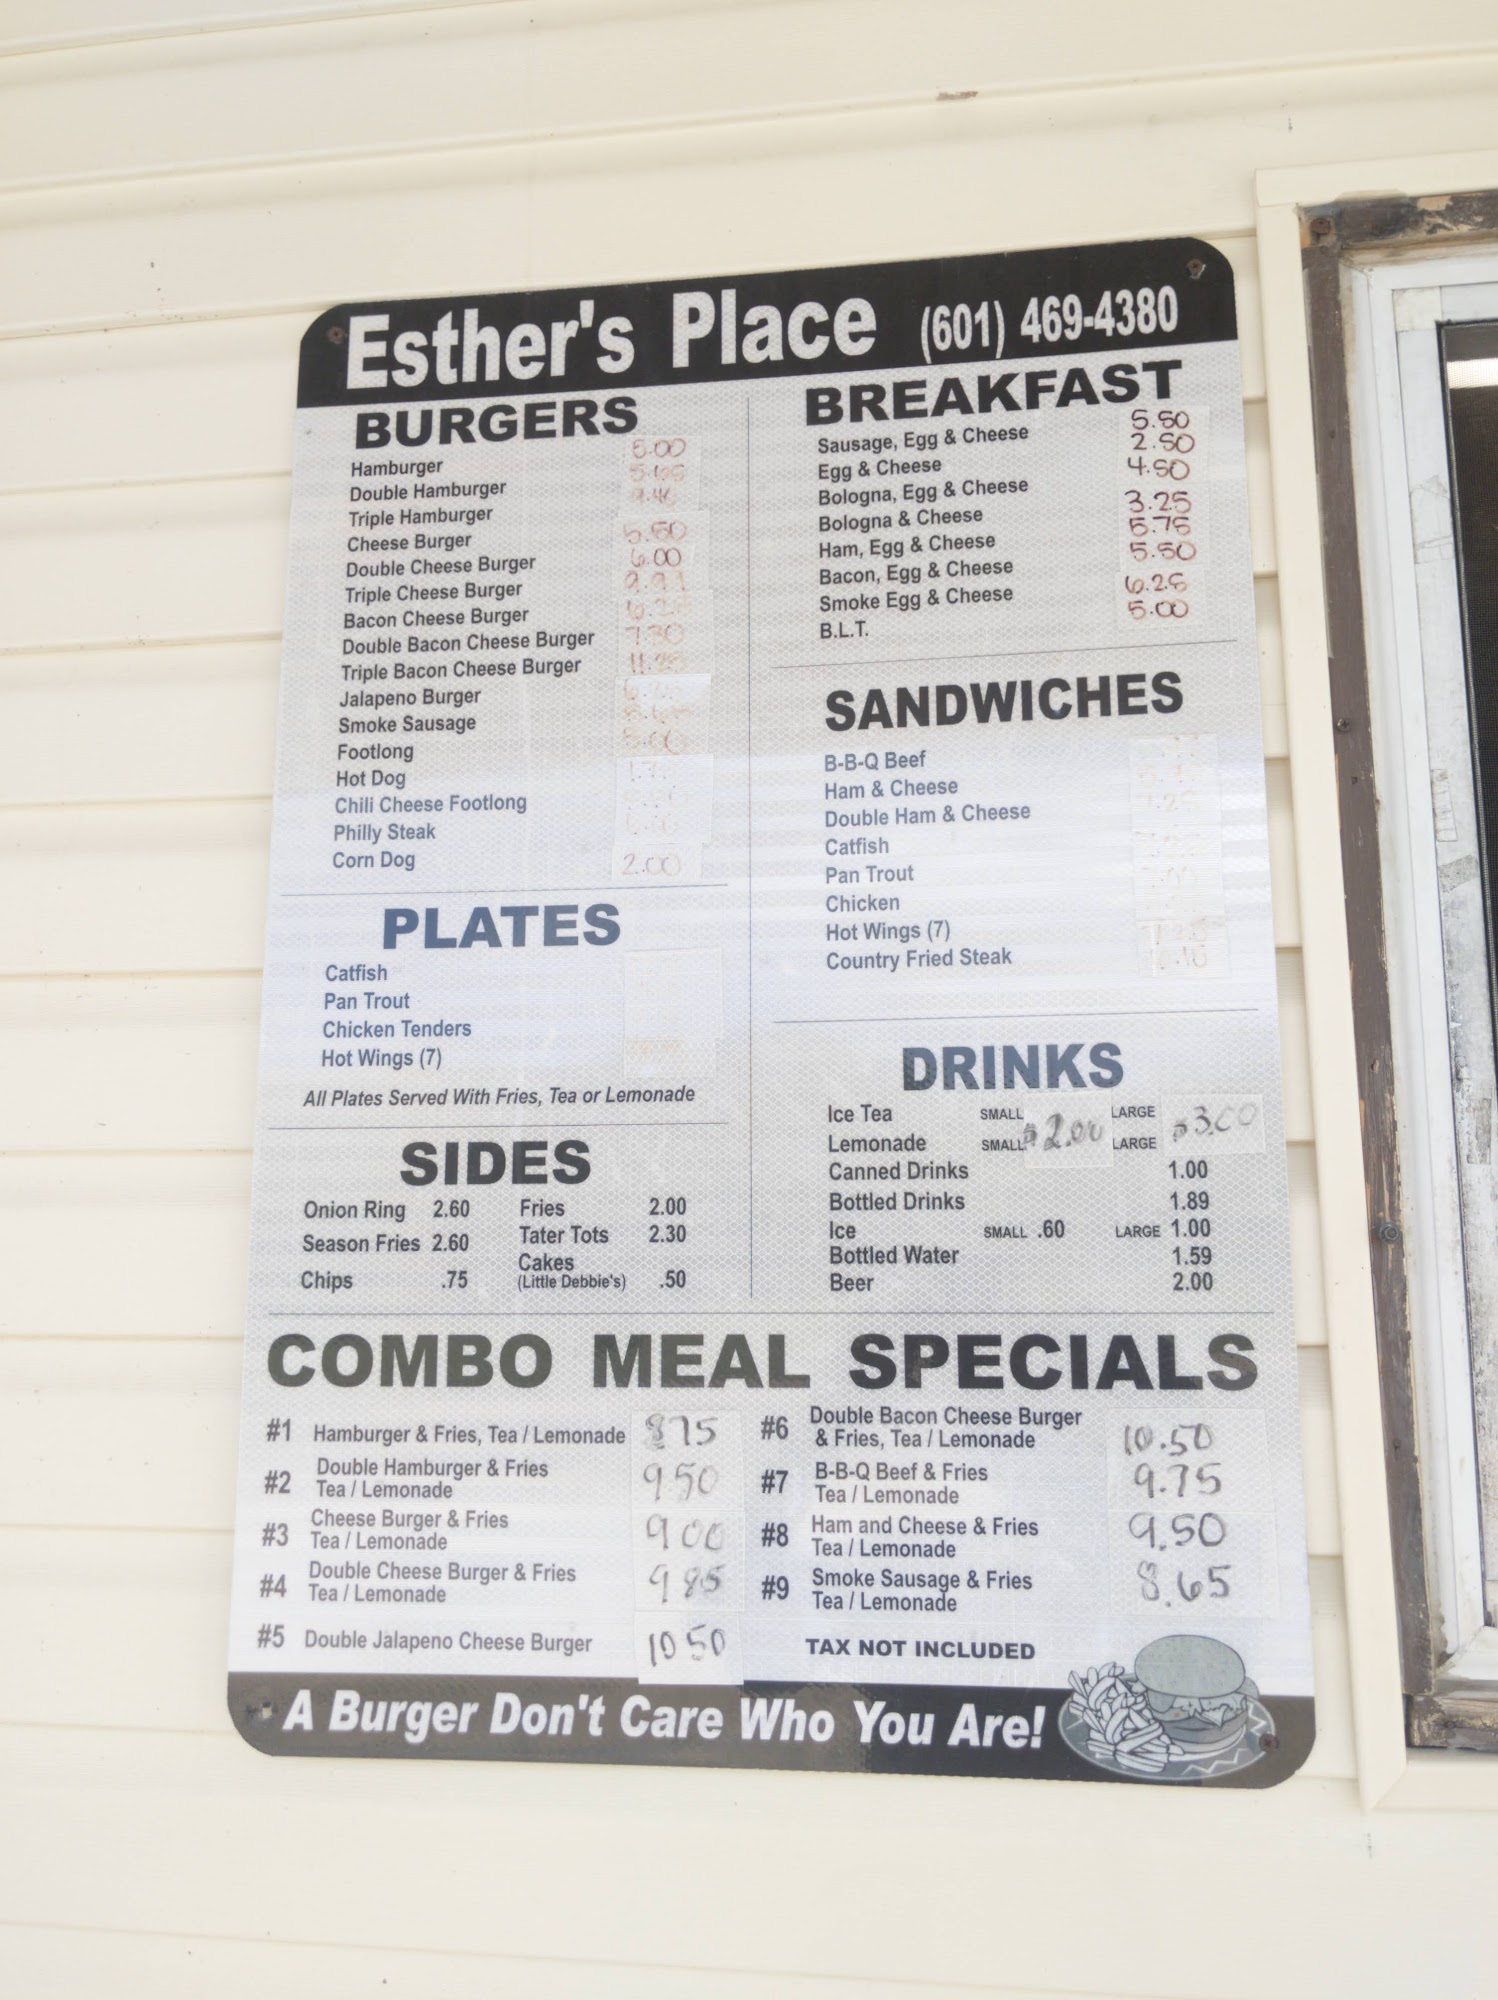 Esther's Place (601) 469-4380
BURGERS
Hamburger 5.00
Double Hamburger
Triple Hamburger
Cheese Burger 5.50
Double Cheese Burger 6.00
Triple Cheese Burger
Bacon Cheese Burger
Double Bacon Cheese Burger 7.30
Triple Bacon Cheese Burger
Jalapeno Burger
Smoke Sausage
Footlong 5.00
Hot Dog
Chili Cheese Footlong
Philly Steak
Corn Dog 2.00
PLATES
Catfish
Pan Trout
Chicken Tenders
Hot Wings (7)
All Plates Served With Fries, Tea or Lemonade
SIDES
Onion Ring 2.60 Fries 2.00
Season Fries 2.60 Tater Tots 2.30
Chips .75 Cakes
(Little Debbie's) .50
BREAKFAST
Sausage, Egg & Cheese 5.50
Egg & Cheese 2.50
Bologna, Egg & Cheese 4.50
Bologna & Cheese 3.25
Ham, Egg & Cheese 5.75
Bacon, Egg & Cheese 5.50
Smoke Egg & Cheese 6.25
B.L.T. 5.00
SANDWICHES
B-B-Q Beef
Ham & Cheese
Double Ham & Cheese
Catfish
Pan Trout
Chicken
Hot Wings (7)
Country Fried Steak
DRINKS
Ice Tea SMALL $2.00 LARGE $3.00
Lemonade SMALL LARGE
Canned Drinks 1.00
Bottled Drinks 1.89
Ice SMALL .60 LARGE 1.00
Bottled Water 1.59
Beer 2.00
COMBO MEAL SPECIALS
#1 Hamburger & Fries, Tea / Lemonade 875
#2 Double Hamburger & Fries
Tea / Lemonade 950
#3 Cheese Burger & Fries
Tea / Lemonade 900
#4 Double Cheese Burger & Fries
Tea / Lemonade 985
#5 Double Jalapeno Cheese Burger 10 50
#6 Double Bacon Cheese Burger
& Fries, Tea / Lemonade 10.50
#7 B-B-Q Beef & Fries
Tea / Lemonade 9.75
#8 Ham and Cheese & Fries
Tea / Lemonade 9.50
#9 Smoke Sausage & Fries
Tea / Lemonade 8.65
TAX NOT INCLUDED
A Burger Don't Care Who You Are!